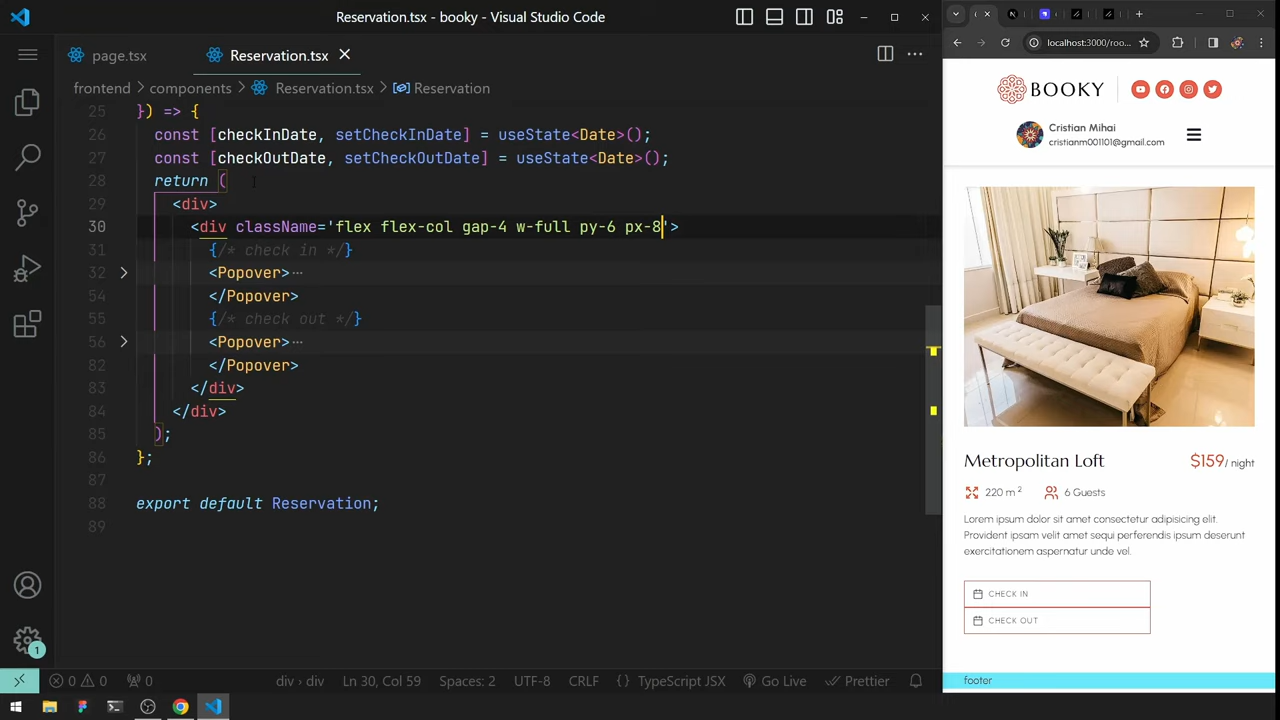 Reservation.tsx - booky - Visual Studio Code
page.tsx
Reservation.tsx
frontend > components > Reservation.tsx > Reservation
25 }) => {
26 const [checkInDate, setCheckInDate] = useState<Date>();
27 const [checkOutDate, setCheckOutDate] = useState<Date>();
28 return (
29 <div>
30 <div className='flex flex-col gap-4 w-full py-6 px-8'>
31 {/* check in */}
32 <Popover>···
54 </Popover>
55 {/* check out */}
56 <Popover>···
82 </Popover>
83 </div>
84 </div>
85 );
86 };
87
88 export default Reservation;
89
1
0 0 0 div › div Ln 30, Col 59 Spaces: 2 UTF-8 CRLF {} TypeScript JSX Go Live Prettier
localhost:3000/roo...
BOOKY
Cristian Mihai
cristianm001101@gmail.com
Metropolitan Loft $159/ night
220 m 2 6 Guests
Lorem ipsum dolor sit amet consectetur adipisicing elit.
Provident ipsam velit amet sequi perferendis ipsum deserunt
exercitationem aspernatur unde vel.
CHECK IN
CHECK OUT
footer